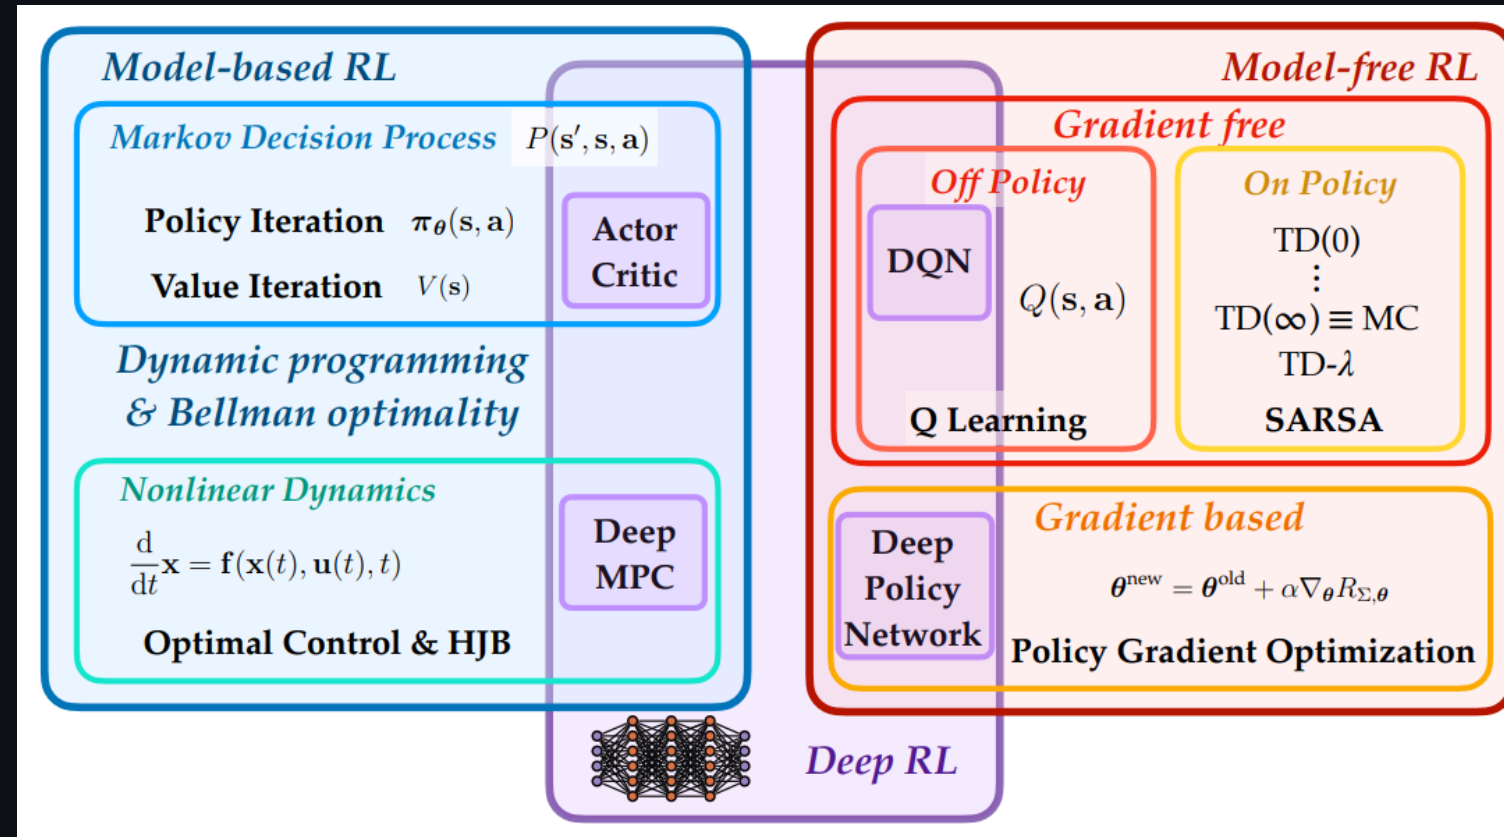 Model-based RL
Markov Decision Process P(s′, s, a)
Policy Iteration π_θ(s, a)
Value Iteration V(s)
Actor
Critic
Dynamic programming
& Bellman optimality
Nonlinear Dynamics
d/dt x = f(x(t), u(t), t)
Optimal Control & HJB
Deep
MPC
Deep RL
Model-free RL
Gradient free
Off Policy
DQN
Q(s, a)
Q Learning
On Policy
TD(0)
⋮
TD(∞) ≡ MC
TD-λ
SARSA
Gradient based
Deep
Policy
Network
θ^new = θ^old + α∇_θ R_Σ,θ
Policy Gradient Optimization